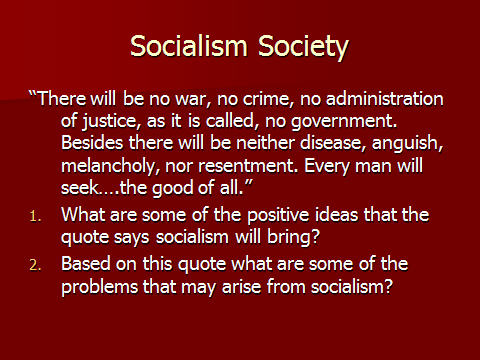 Socialism Society
“There will be no war, no crime, no administration
of justice, as it is called, no government.
Besides there will be neither disease, anguish,
melancholy, nor resentment. Every man will
seek….the good of all.”
1. What are some of the positive ideas that the
quote says socialism will bring?
2. Based on this quote what are some of the
problems that may arise from socialism?